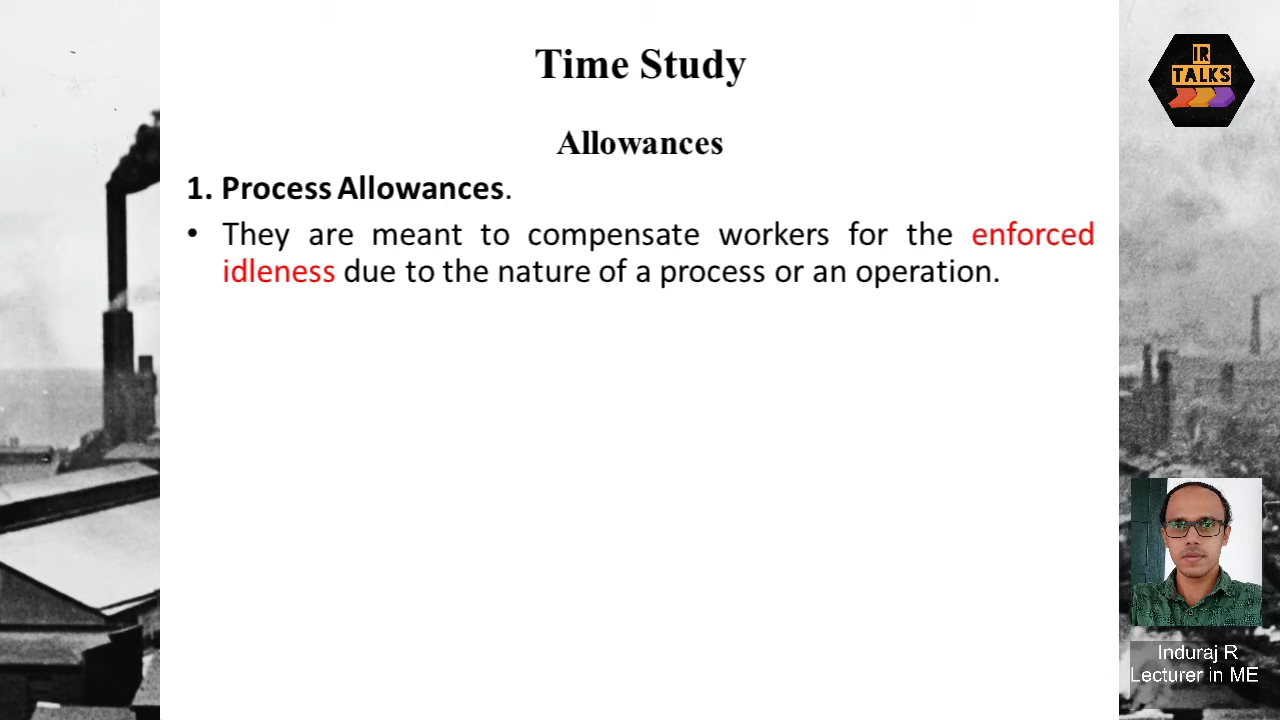 Time Study
Allowances
1. Process Allowances.
• They are meant to compensate workers for the enforced
idleness due to the nature of a process or an operation.
IR
TALKS
Induraj R
Lecturer in ME